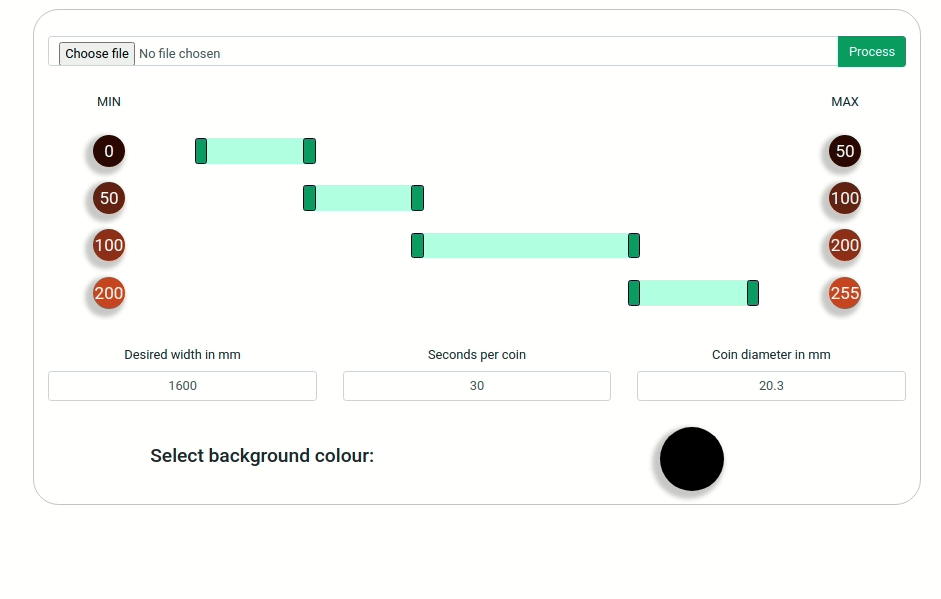 Choose file No file chosen Process
MIN MAX
0 50
50 100
100 200
200 255
Desired width in mm Seconds per coin Coin diameter in mm
1600 30 20.3
Select background colour: